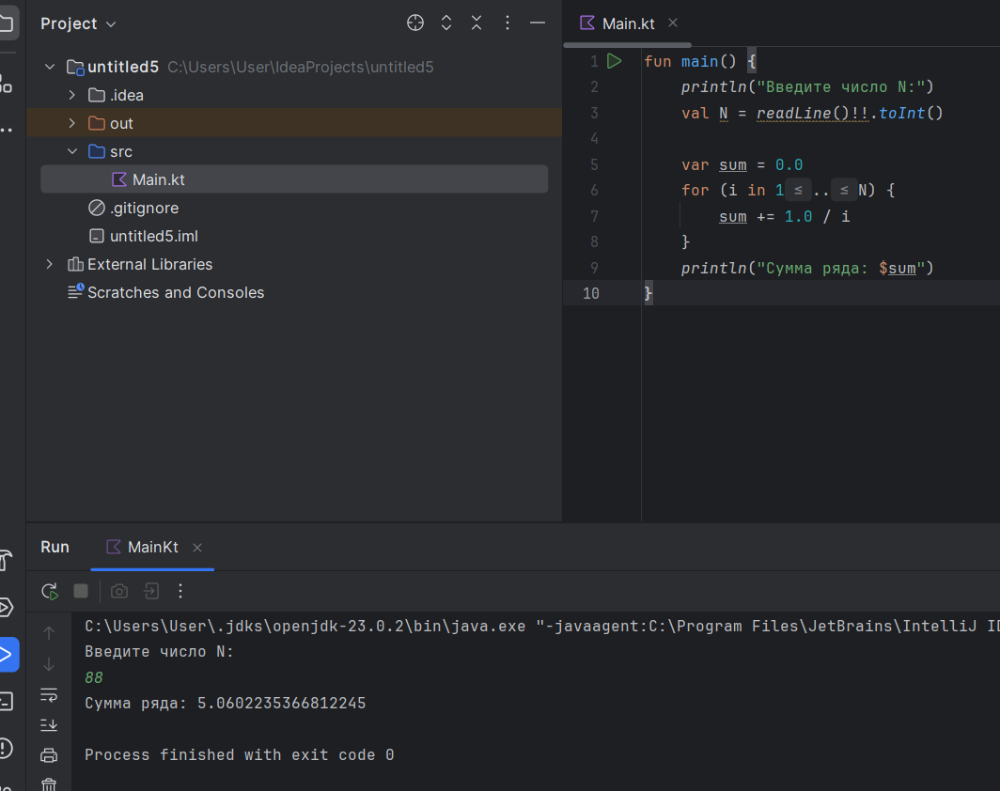 Project
untitled5 C:\Users\User\IdeaProjects\untitled5
.idea
out
src
Main.kt
.gitignore
untitled5.iml
External Libraries
Scratches and Consoles
Main.kt
1 fun main() {
2 println("Введите число N:")
3 val N = readLine()!!.toInt()
4
5 var sum = 0.0
6 for (i in 1 ≤ .. ≤ N) {
7 sum += 1.0 / i
8 }
9 println("Сумма ряда: $sum")
10 }
Run MainKt
C:\Users\User\.jdks\openjdk-23.0.2\bin\java.exe "-javaagent:C:\Program Files\JetBrains\IntelliJ
Введите число N:
88
Сумма ряда: 5.0602235366812245
Process finished with exit code 0